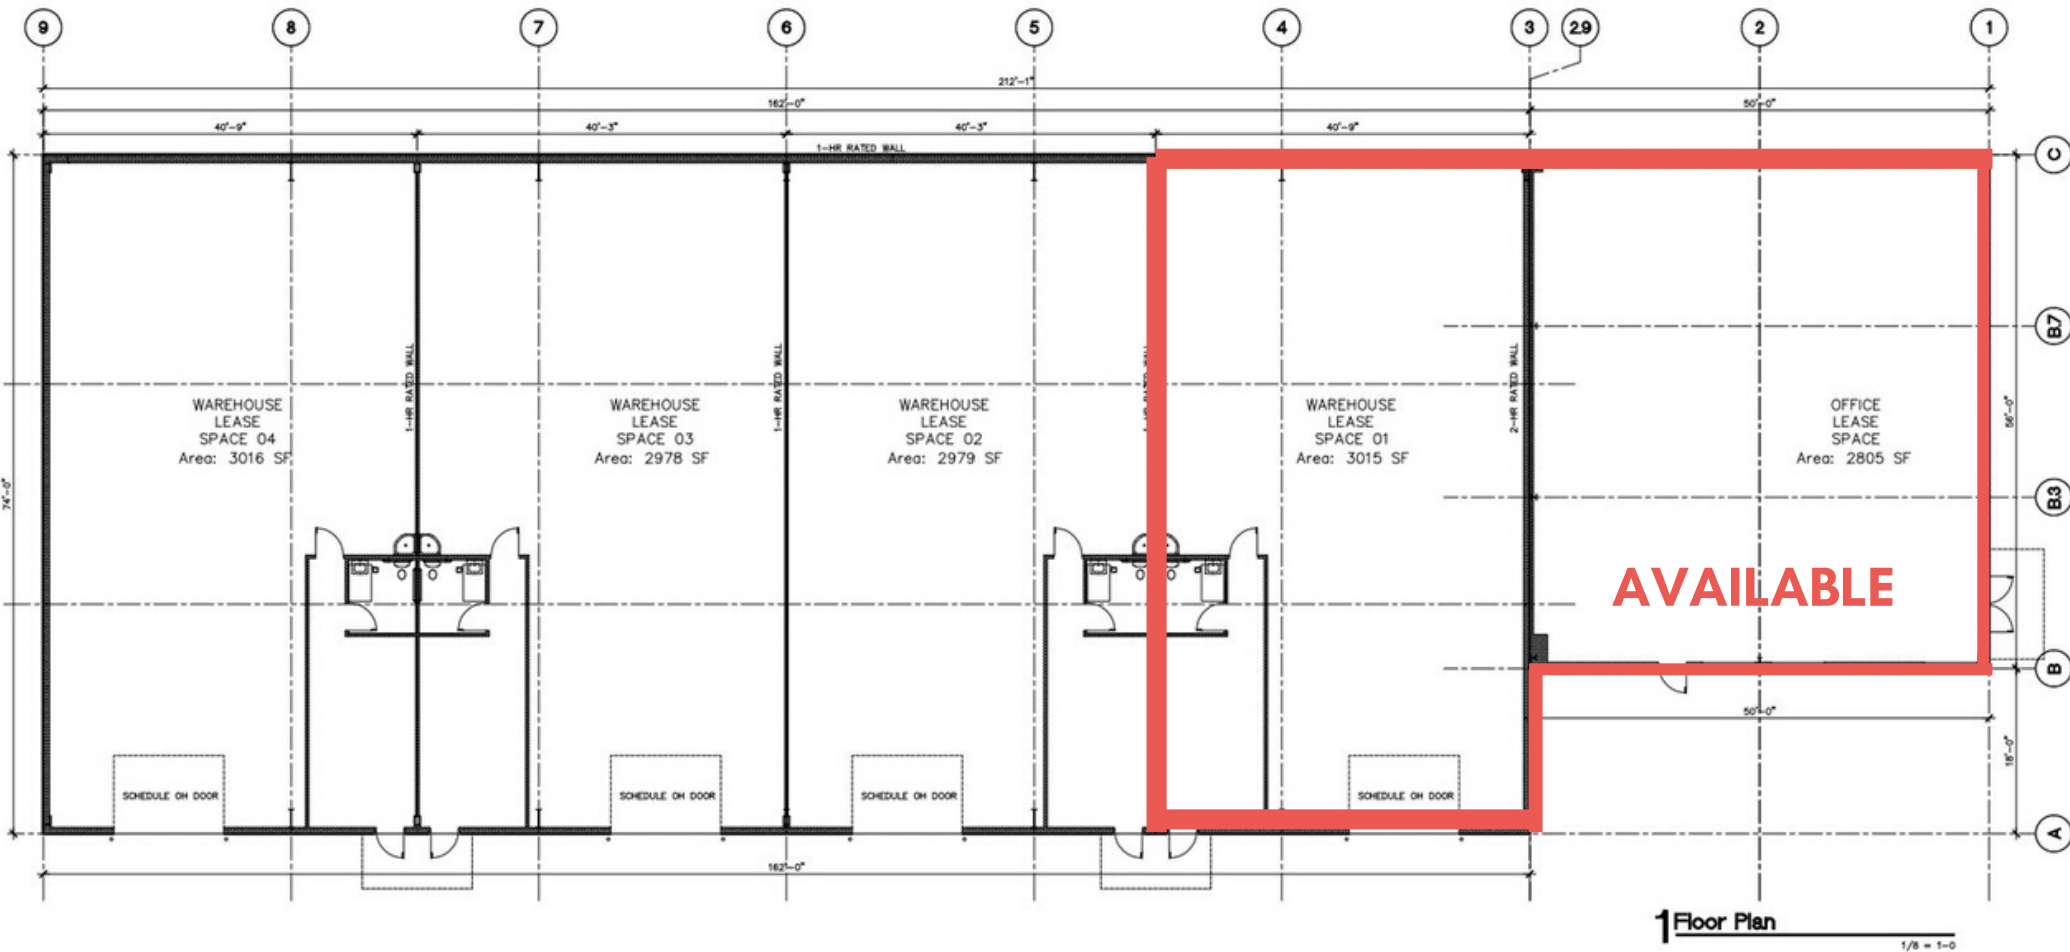 9 8 7 6 5 4 3 2.9 2 1
212'-1"
162'-0" 50'-0"
40'-9" 40'-3" 40'-3" 40'-9"
1-HR RATED WALL
C
B.7
1-HR RATED WALL
1-HR RATED WALL
2-HR RATED WALL
WAREHOUSE
LEASE
SPACE 04
Area: 3016 SF
WAREHOUSE
LEASE
SPACE 03
Area: 2978 SF
WAREHOUSE
LEASE
SPACE 02
Area: 2979 SF
WAREHOUSE
LEASE
SPACE 01
Area: 3015 SF
OFFICE
LEASE
SPACE
Area: 2805 SF
56'-0"
74'-0"
B.3
AVAILABLE
B
50'-0"
18'-0"
SCHEDULE OH DOOR
SCHEDULE OH DOOR
SCHEDULE OH DOOR
SCHEDULE OH DOOR
A
162'-0"
1 Floor Plan
1/8 = 1-0